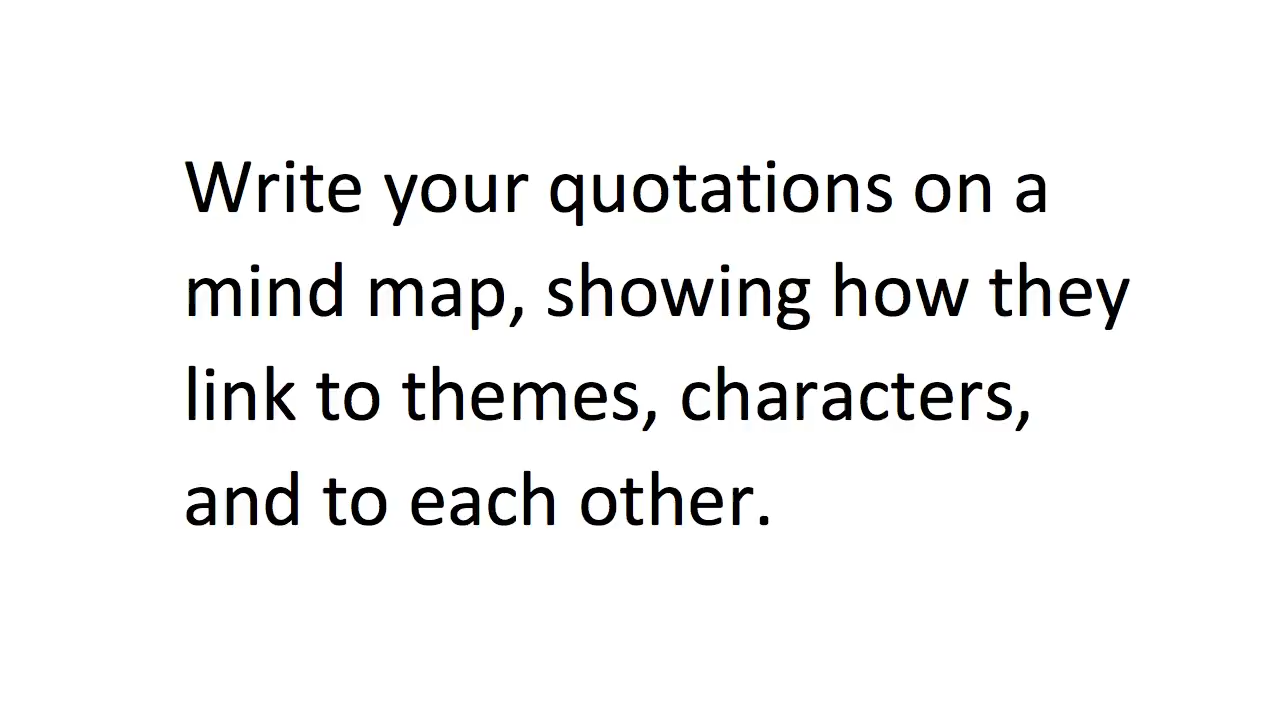 Write your quotations on a
mind map, showing how they
link to themes, characters,
and to each other.